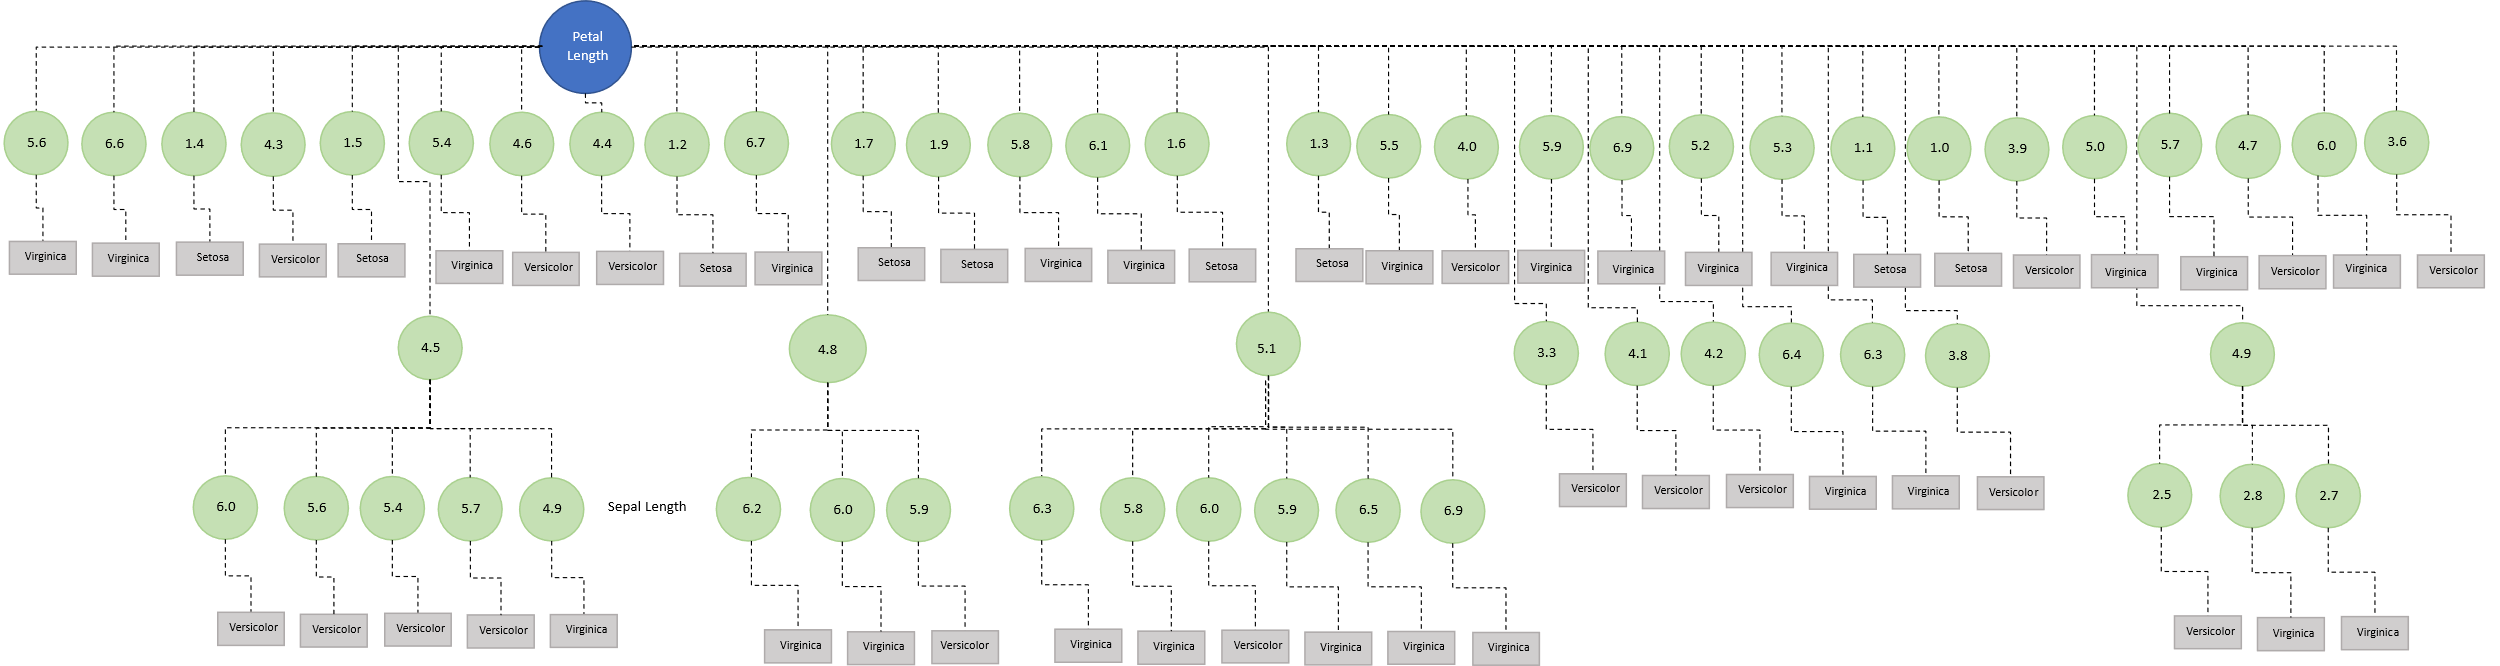 Petal
Length
5.6
6.6
1.4
4.3
1.5
5.4
4.6
4.4
1.2
6.7
1.7
1.9
5.8
6.1
1.6
1.3
5.5
4.0
5.9
6.9
5.2
5.3
1.1
1.0
3.9
5.0
5.7
4.7
6.0
3.6
Virginica
Virginica
Setosa
Versicolor
Setosa
Virginica
Versicolor
Versicolor
Setosa
Virginica
Setosa
Setosa
Virginica
Virginica
Setosa
Setosa
Virginica
Versicolor
Virginica
Virginica
Virginica
Virginica
Setosa
Setosa
Versicolor
Virginica
Virginica
Versicolor
Virginica
Versicolor
4.5
4.8
5.1
3.3
4.1
4.2
6.4
6.3
3.8
4.9
Versicolor
Versicolor
Versicolor
Virginica
Virginica
Versicolor
6.0
5.6
5.4
5.7
4.9
Sepal Length
6.2
6.0
5.9
6.3
5.8
6.0
5.9
6.5
6.9
2.5
2.8
2.7
Versicolor
Versicolor
Versicolor
Versicolor
Virginica
Virginica
Virginica
Versicolor
Virginica
Virginica
Versicolor
Virginica
Virginica
Virginica
Versicolor
Virginica
Virginica